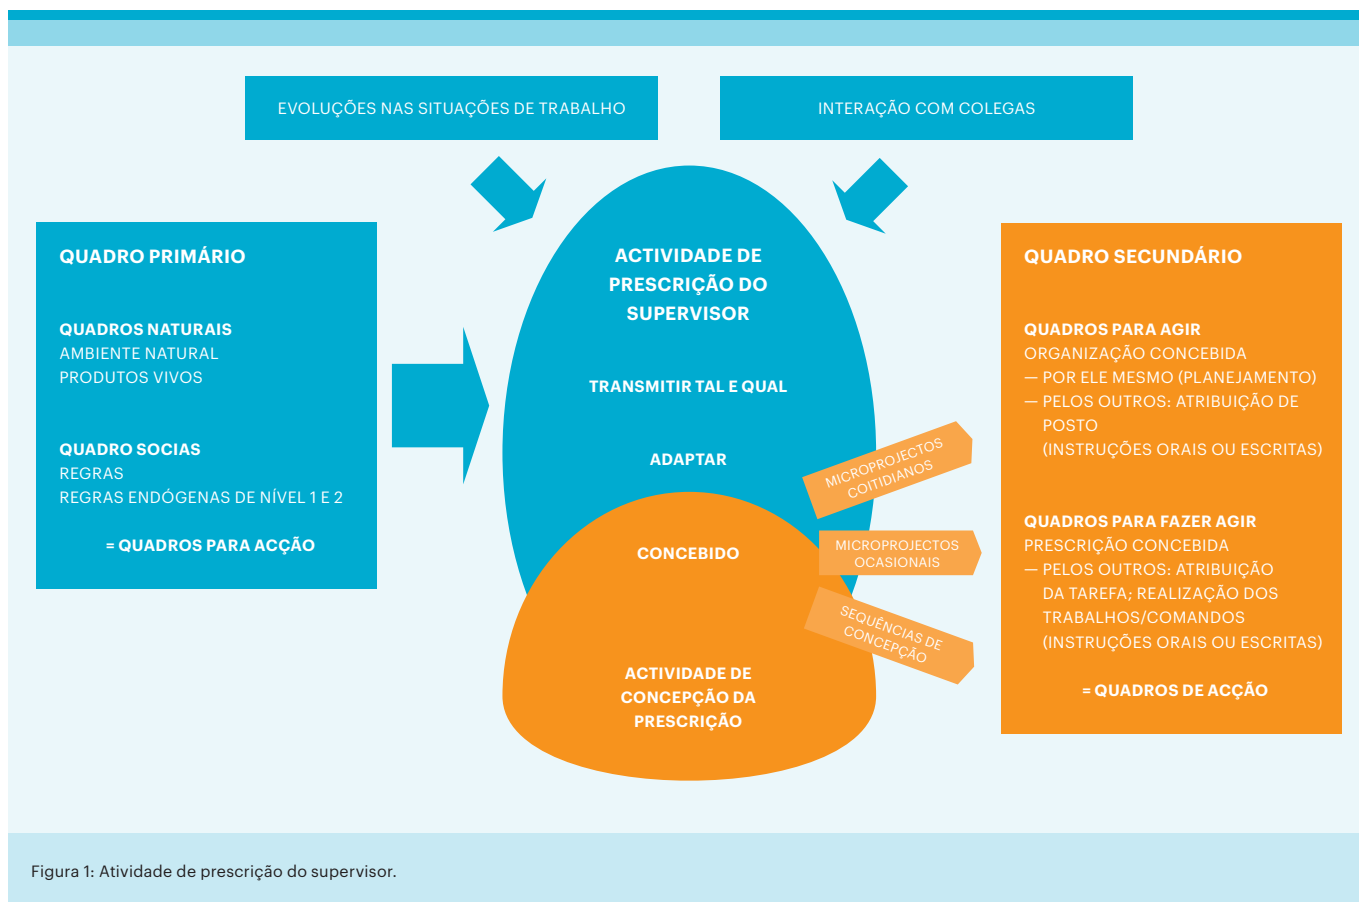 EVOLUÇÕES NAS SITUAÇÕES DE TRABALHO
INTERAÇÃO COM COLEGAS
QUADRO PRIMÁRIO
QUADROS NATURAIS
AMBIENTE NATURAL
PRODUTOS VIVOS
QUADRO SOCIAS
REGRAS
REGRAS ENDÓGENAS DE NÍVEL 1 E 2
= QUADROS PARA ACÇÃO
ACTIVIDADE DE
PRESCRIÇÃO DO
SUPERVISOR
TRANSMITIR TAL E QUAL
ADAPTAR
CONCEBIDO
ACTIVIDADE DE
CONCEPÇÃO DA
PRESCRIÇÃO
MICROPROJECTOS
COITIDIANOS
MICROPROJECTOS
OCASIONAIS
SEQUÊNCIAS DE
CONCEPÇÃO
QUADRO SECUNDÁRIO
QUADROS PARA AGIR
ORGANIZAÇÃO CONCEBIDA
— POR ELE MESMO (PLANEJAMENTO)
— PELOS OUTROS: ATRIBUIÇÃO DE
POSTO
(INSTRUÇÕES ORAIS OU ESCRITAS)
QUADROS PARA FAZER AGIR
PRESCRIÇÃO CONCEBIDA
— PELOS OUTROS: ATRIBUIÇÃO
DA TAREFA; REALIZAÇÃO DOS
TRABALHOS/COMANDOS
(INSTRUÇÕES ORAIS OU ESCRITAS)
= QUADROS DE ACÇÃO
Figura 1: Atividade de prescrição do supervisor.